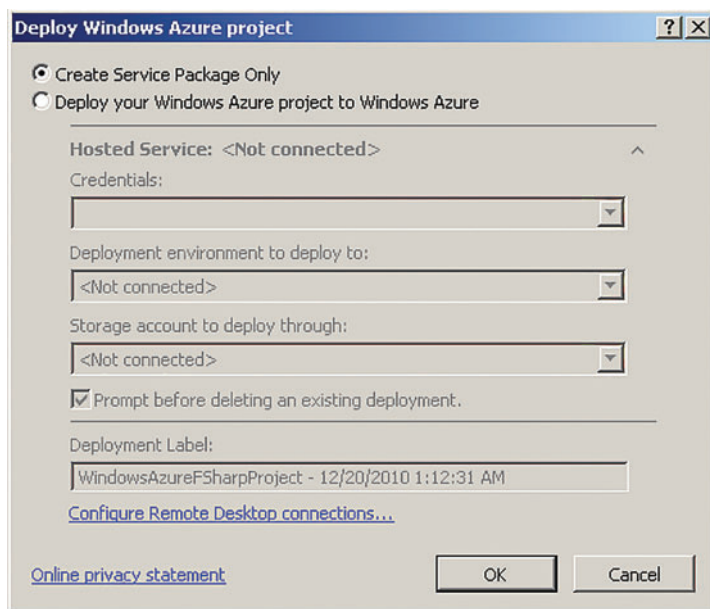 Deploy Windows Azure project
Create Service Package Only
Deploy your Windows Azure project to Windows Azure
Hosted Service: <Not connected>
Credentials:
Deployment environment to deploy to:
<Not connected>
Storage account to deploy through:
<Not connected>
Prompt before deleting an existing deployment.
Deployment Label:
WindowsAzureFSharpProject - 12/20/2010 1:12:31 AM
Configure Remote Desktop connections...
Online privacy statement
OK
Cancel